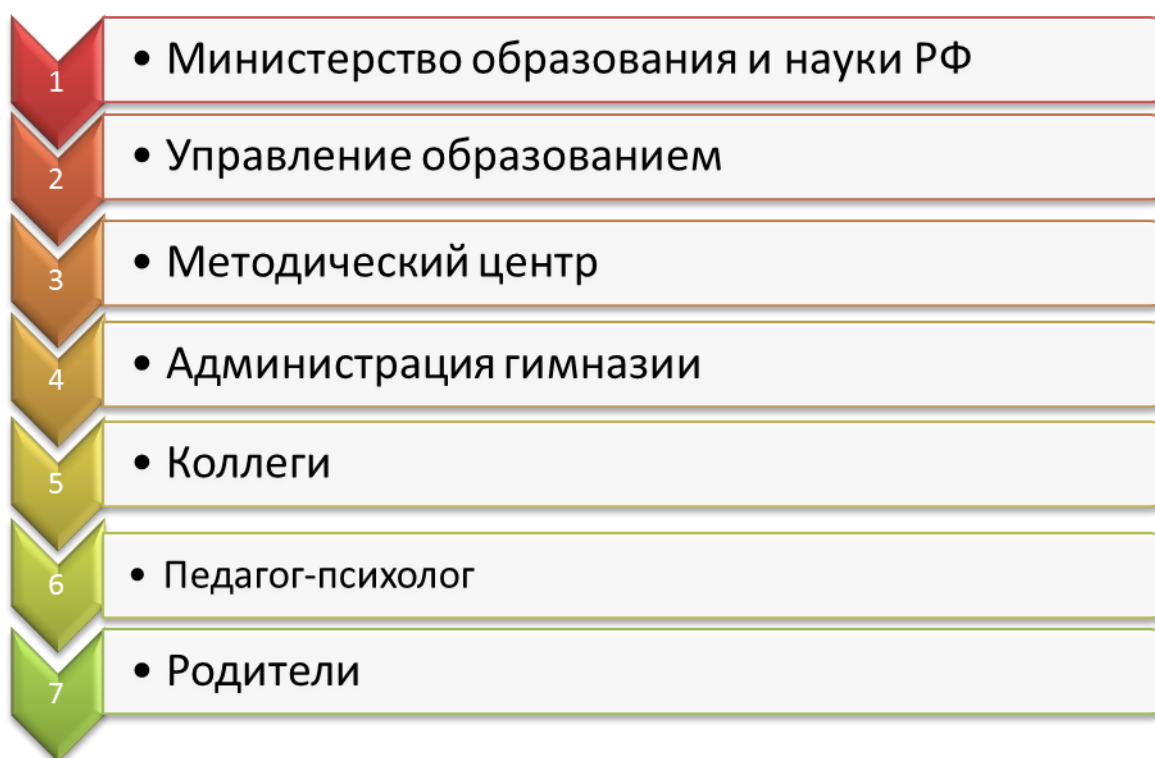 1
• Министерство образования и науки РФ
2
• Управление образованием
3
• Методический центр
4
• Администрация гимназии
5
• Коллеги
6
• Педагог-психолог
7
• Родители